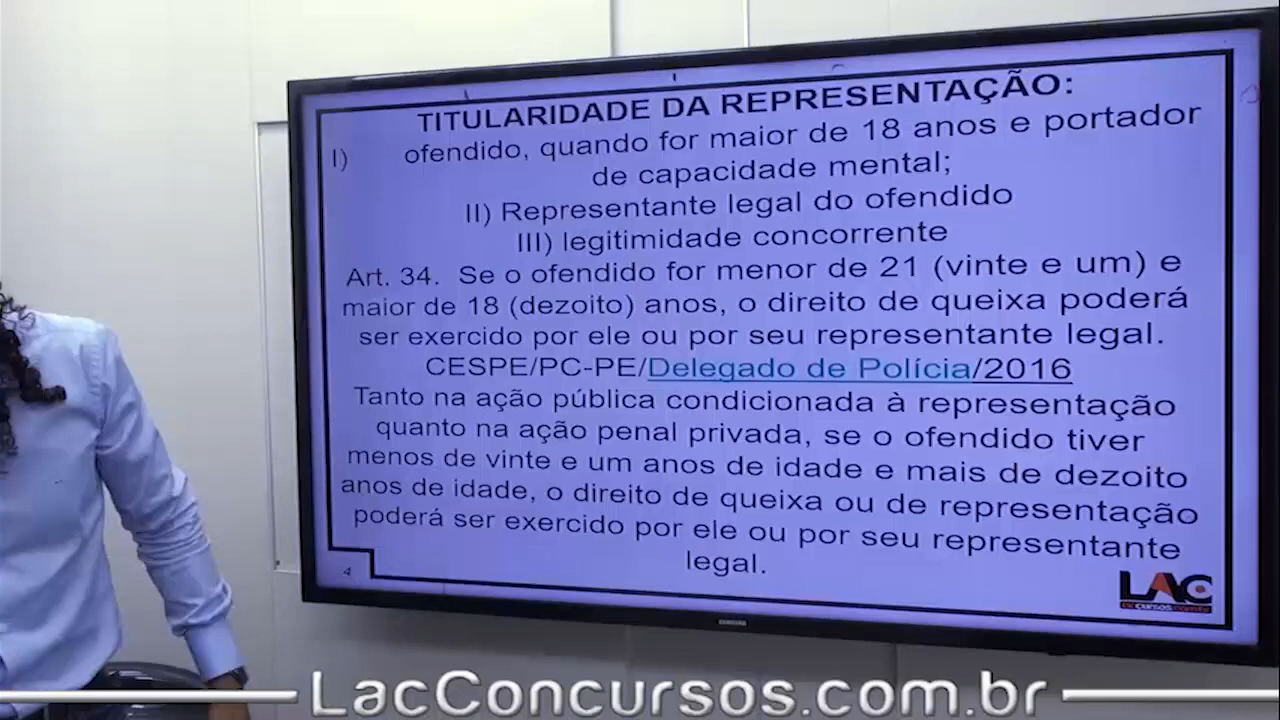 TITULARIDADE DA REPRESENTAÇÃO:
I) ofendido, quando for maior de 18 anos e portador
de capacidade mental;
II) Representante legal do ofendido
III) legitimidade concorrente
Art. 34. Se o ofendido for menor de 21 (vinte e um) e
maior de 18 (dezoito) anos, o direito de queixa poderá
ser exercido por ele ou por seu representante legal.
CESPE/PC-PE/Delegado de Polícia/2016
Tanto na ação pública condicionada à representação
quanto na ação penal privada, se o ofendido tiver
menos de vinte e um anos de idade e mais de dezoito
anos de idade, o direito de queixa ou de representação
poderá ser exercido por ele ou por seu representante
legal.
4
LAC
SAMSUNG
LacConcursos.com.br